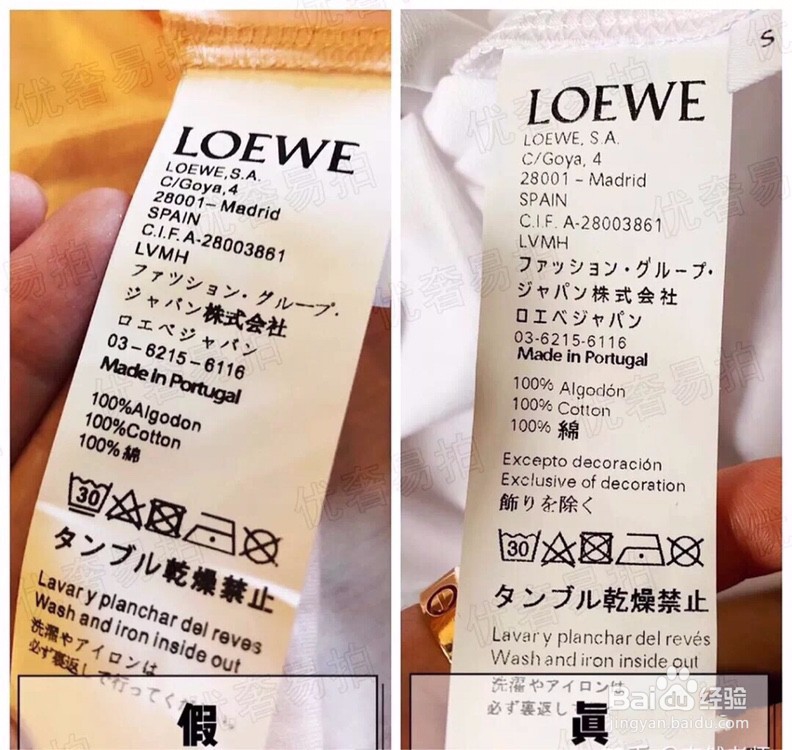 LOEWE
LOEWE,S.A.
C/Goya,4
28001–Madrid
SPAIN
C.I.F.A-28003861
LVMH
ファツション・グループ・
ジャパン株式会社
ロエベジャパン
03–6215–6116
Made in Portugal
100%Algodon
100%Cotton
100%綿
30
タンブル乾燥禁止
Lavar y planchar del reves
Wash and iron inside out
洗濯やアイロンは
必ず裏返して行ってく
假
S
LOEWE
LOEWE, S.A.
C/Goya, 4
28001 – Madrid
SPAIN
C.I.F. A-28003861
LVMH
ファッション・グループ・
ジャパン株式会社
ロエベジャパン
03-6215-6116
Made in Portugal
100% Algodón
100% Cotton
100% 綿
Excepto decoración
Exclusive of decoration
飾りを除く
30
タンブル乾燥禁止
Lavar y planchar del revés
Wash and iron inside out
洗濯やアイロンは
必ず裏返し
眞
Baidu经验
jingyan.baidu.com
优奢易拍